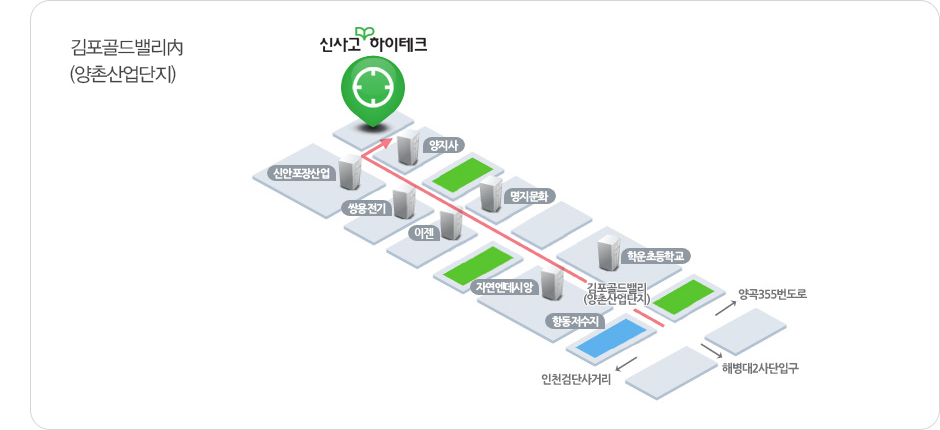 김포골드밸리內
(양촌산업단지)
신사고 하이테크
양지사
신안포장산업
명지문화
쌍용전기
이젠
학운초등학교
자연엔데시앙
김포골드밸리
(양촌산업단지)
양곡355번도로
항동저수지
해병대2사단입구
인천검단사거리